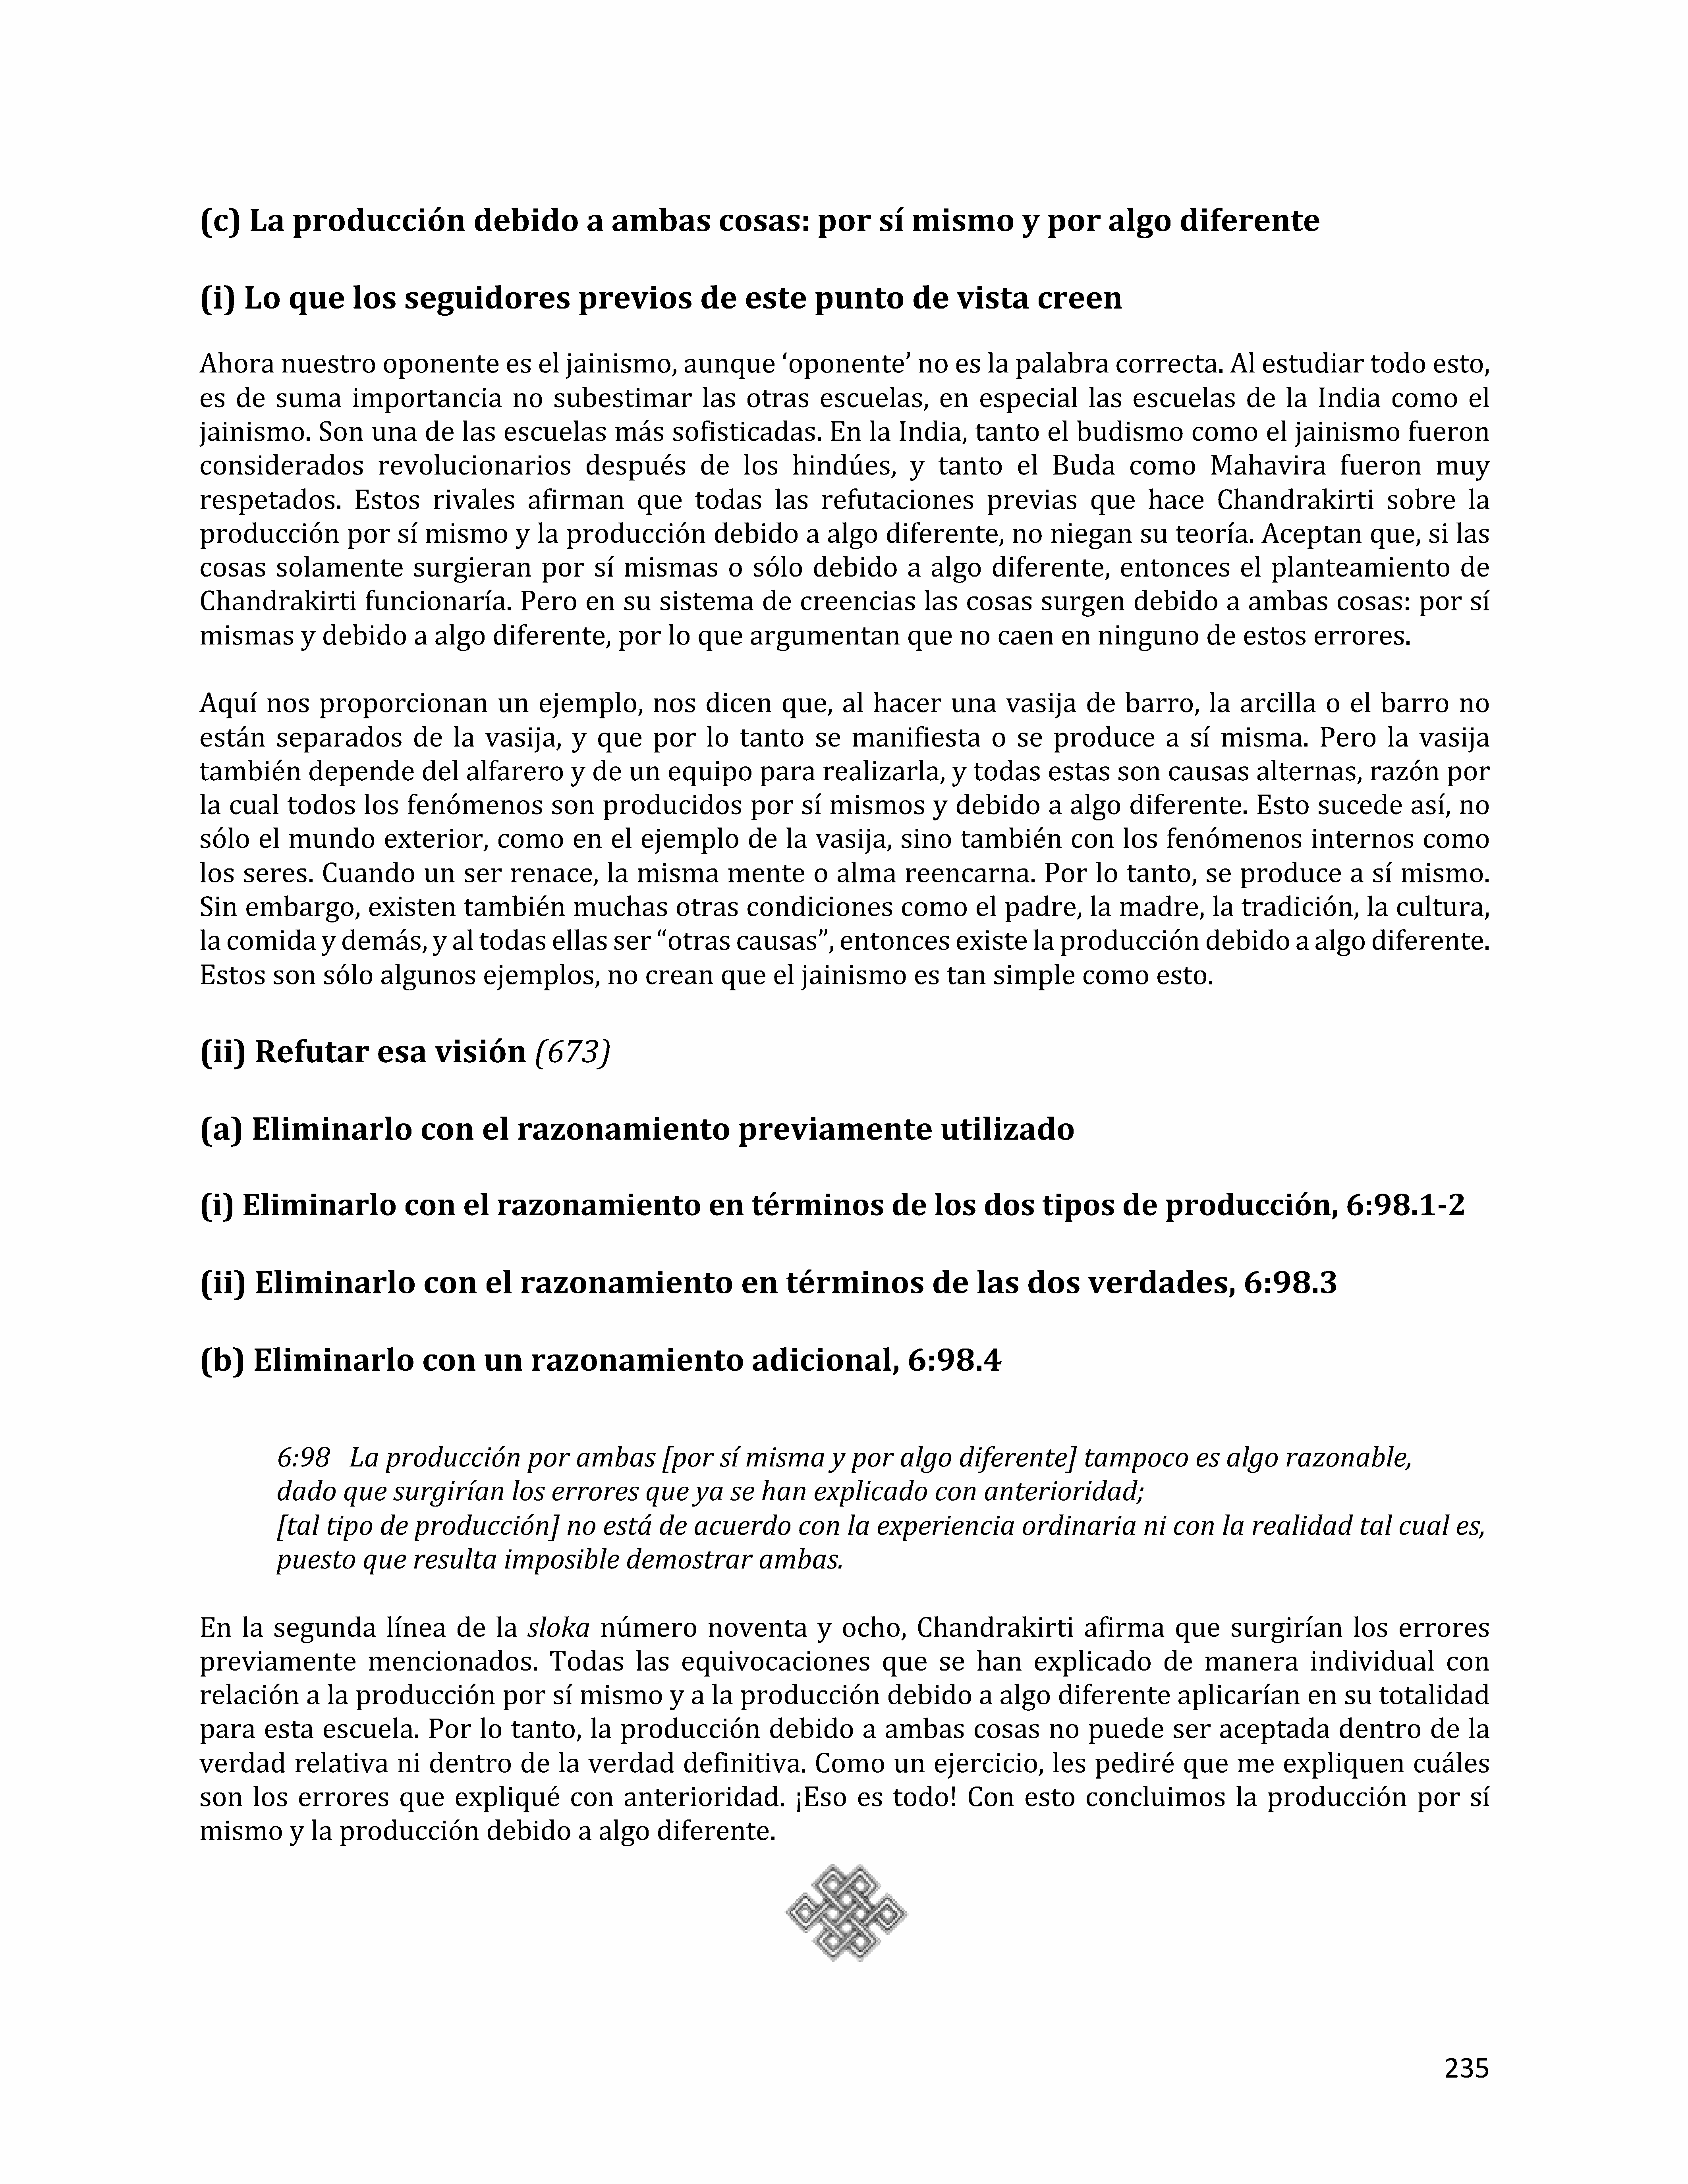 (c) La producción debido a ambas cosas: por sí mismo y por algo diferente
(i) Lo que los seguidores previos de este punto de vista creen
Ahora nuestro oponente es el jainismo, aunque ‘oponente’ no es la palabra correcta. Al estudiar todo esto,
es de suma importancia no subestimar las otras escuelas, en especial las escuelas de la India como el
jainismo. Son una de las escuelas más sofisticadas. En la India, tanto el budismo como el jainismo fueron
considerados revolucionarios después de los hindúes, y tanto el Buda como Mahavira fueron muy
respetados. Estos rivales afirman que todas las refutaciones previas que hace Chandrakirti sobre la
producción por sí mismo y la producción debido a algo diferente, no niegan su teoría. Aceptan que, si las
cosas solamente surgieran por sí mismas o sólo debido a algo diferente, entonces el planteamiento de
Chandrakirti funcionaría. Pero en su sistema de creencias las cosas surgen debido a ambas cosas: por sí
mismas y debido a algo diferente, por lo que argumentan que no caen en ninguno de estos errores.
Aquí nos proporcionan un ejemplo, nos dicen que, al hacer una vasija de barro, la arcilla o el barro no
están separados de la vasija, y que por lo tanto se manifiesta o se produce a sí misma. Pero la vasija
también depende del alfarero y de un equipo para realizarla, y todas estas son causas alternas, razón por
la cual todos los fenómenos son producidos por sí mismos y debido a algo diferente. Esto sucede así, no
sólo el mundo exterior, como en el ejemplo de la vasija, sino también con los fenómenos internos como
los seres. Cuando un ser renace, la misma mente o alma reencarna. Por lo tanto, se produce a sí mismo.
Sin embargo, existen también muchas otras condiciones como el padre, la madre, la tradición, la cultura,
la comida y demás, y al todas ellas ser “otras causas”, entonces existe la producción debido a algo diferente.
Estos son sólo algunos ejemplos, no crean que el jainismo es tan simple como esto.
(ii) Refutar esa visión (673)
(a) Eliminarlo con el razonamiento previamente utilizado
(i) Eliminarlo con el razonamiento en términos de los dos tipos de producción, 6:98.1-2
(ii) Eliminarlo con el razonamiento en términos de las dos verdades, 6:98.3
(b) Eliminarlo con un razonamiento adicional, 6:98.4
6:98 La producción por ambas [por sí misma y por algo diferente] tampoco es algo razonable,
dado que surgirían los errores que ya se han explicado con anterioridad;
[tal tipo de producción] no está de acuerdo con la experiencia ordinaria ni con la realidad tal cual es,
puesto que resulta imposible demostrar ambas.
En la segunda línea de la sloka número noventa y ocho, Chandrakirti afirma que surgirían los errores
previamente mencionados. Todas las equivocaciones que se han explicado de manera individual con
relación a la producción por sí mismo y a la producción debido a algo diferente aplicarían en su totalidad
para esta escuela. Por lo tanto, la producción debido a ambas cosas no puede ser aceptada dentro de la
verdad relativa ni dentro de la verdad definitiva. Como un ejercicio, les pediré que me expliquen cuáles
son los errores que expliqué con anterioridad. ¡Eso es todo! Con esto concluimos la producción por sí
mismo y la producción debido a algo diferente.
235